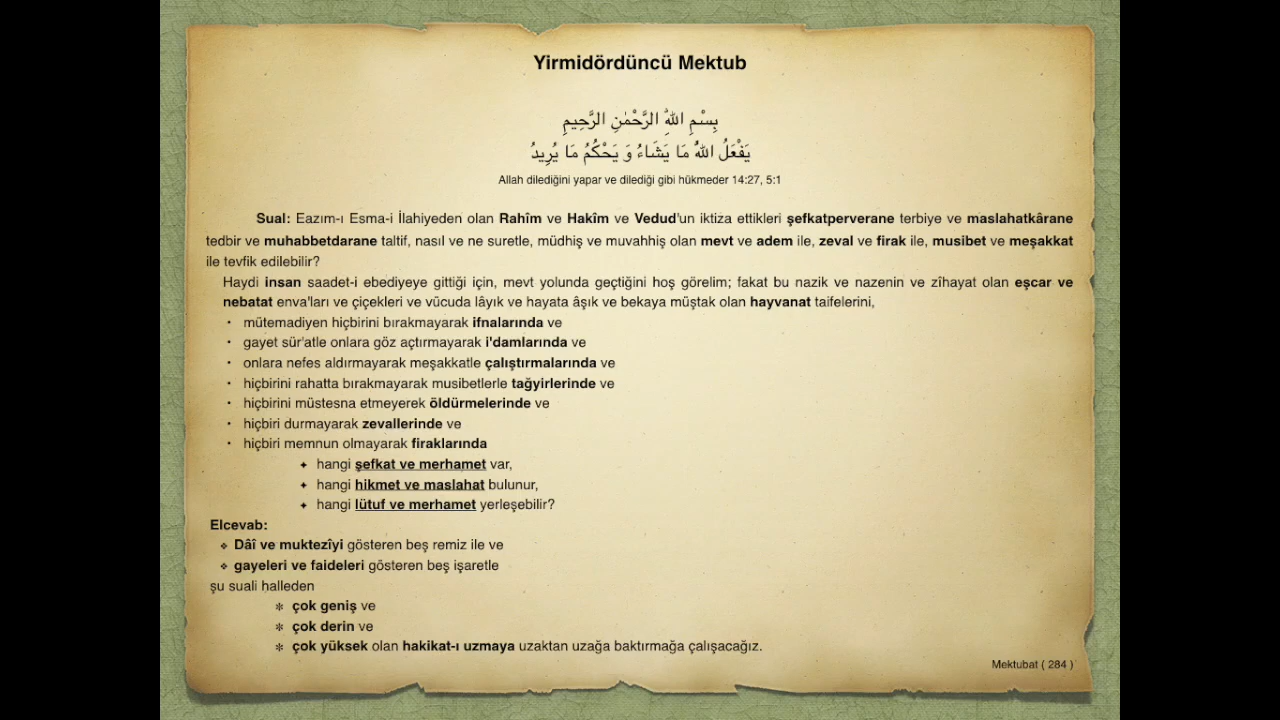 Yirmidördüncü Mektub
بِسْمِ اللّٰهِ الرَّحْمٰنِ الرَّحِيمِ
يَفْعَلُ اللّٰهُ مَا يَشَاءُ وَ يَحْكُمُ مَا يُرِيدُ
Allah dilediğini yapar ve dilediği gibi hükmeder 14:27, 5:1
Sual: Eazım-ı Esma-i İlahiyeden olan Rahîm ve Hakîm ve Vedud'un iktiza ettikleri şefkatperverane terbiye ve maslahatkârane
tedbir ve muhabbetdarane taltif, nasıl ve ne suretle, müdhiş ve muvahhiş olan mevt ve adem ile, zeval ve firak ile, musibet ve meşakkat
ile tevfik edilebilir?
Haydi insan saadet-i ebediyeye gittiği için, mevt yolunda geçtiğini hoş görelim; fakat bu nazik ve nazenin ve zîhayat olan eşcar ve
nebatat enva'ları ve çiçekleri ve vücuda lâyık ve hayata âşık ve bekaya müştak olan hayvanat taifelerini,
• mütemadiyen hiçbirini bırakmayarak ifnalarında ve
• gayet sür'atle onlara göz açtırmayarak i'damlarında ve
• onlara nefes aldırmayarak meşakkatle çalıştırmalarında ve
• hiçbirini rahatta bırakmayarak musibetlerle tağyirlerinde ve
• hiçbirini müstesna etmeyerek öldürmelerinde ve
• hiçbiri durmayarak zevallerinde ve
• hiçbiri memnun olmayarak firaklarında
✦ hangi şefkat ve merhamet var,
✦ hangi hikmet ve maslahat bulunur,
✦ hangi lütuf ve merhamet yerleşebilir?
Elcevab:
❖ Dâî ve muktezîyi gösteren beş remiz ile ve
❖ gayeleri ve faideleri gösteren beş işaretle
şu suali halleden
✻ çok geniş ve
✻ çok derin ve
✻ çok yüksek olan hakikat-ı uzmaya uzaktan uzağa baktırmağa çalışacağız.
Mektubat ( 284 )